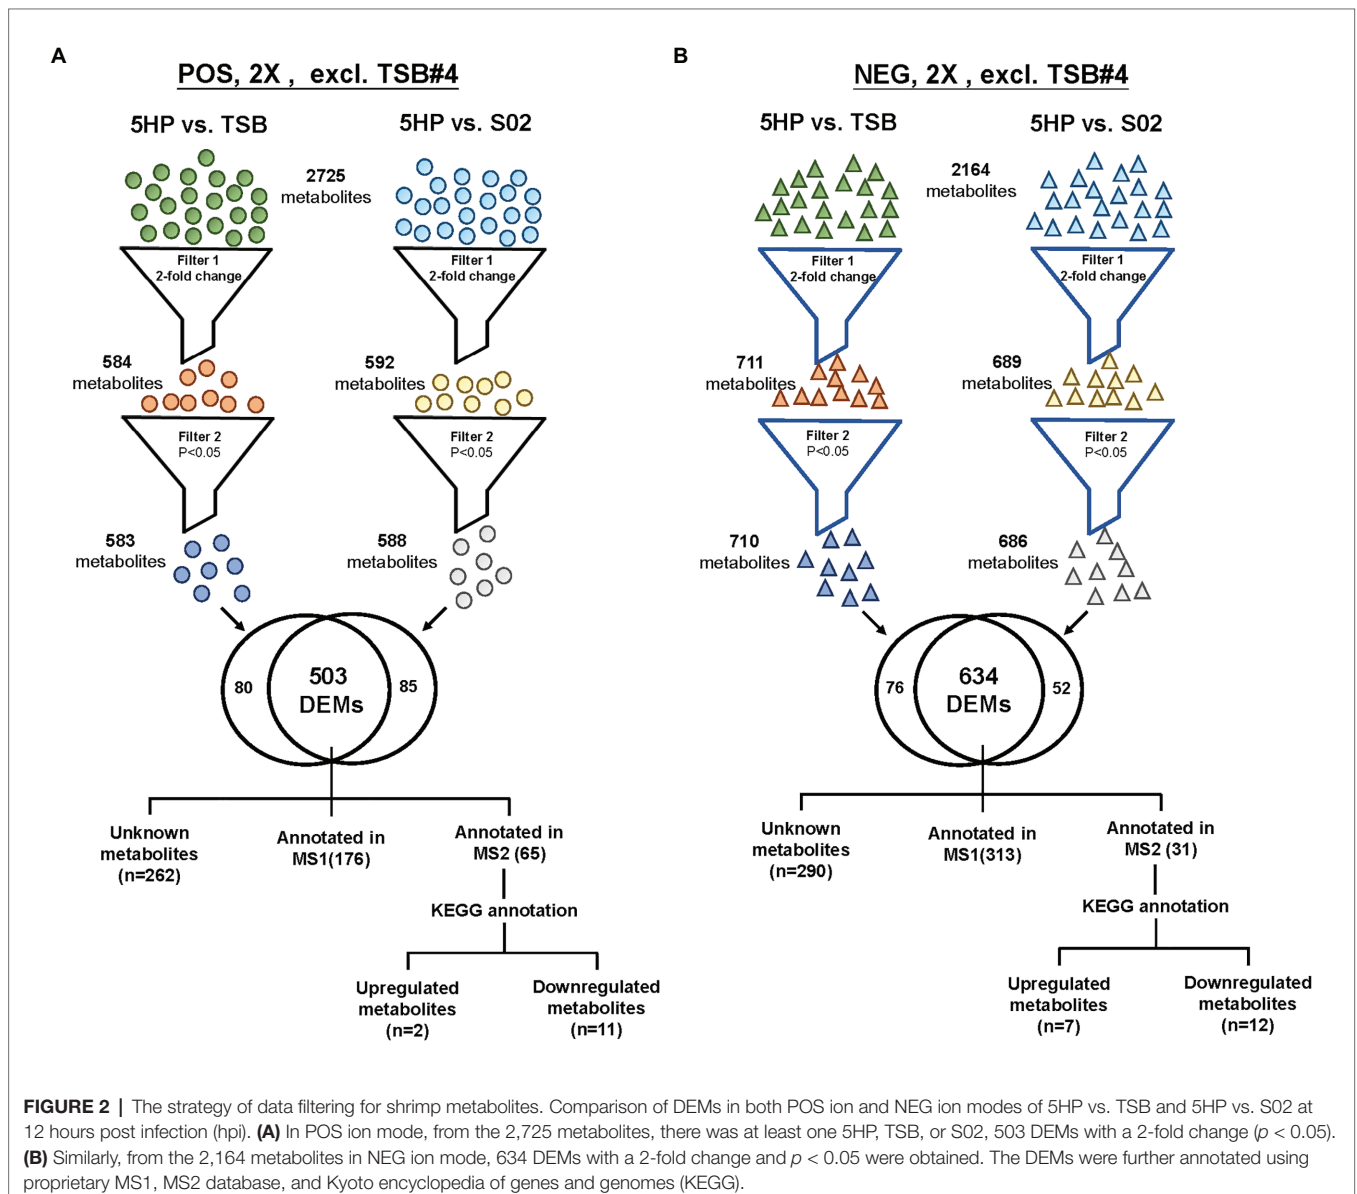 A
POS, 2X , excl. TSB#4
5HP vs. TSB
5HP vs. S02
2725
metabolites
Filter 1
2-fold change
Filter 1
2-fold change
584
metabolites
592
metabolites
Filter 2
P<0.05
Filter 2
P<0.05
583
metabolites
588
metabolites
80
503
DEMs
85
Unknown
metabolites
(n=262)
Annotated in
MS1(176)
Annotated in
MS2 (65)
KEGG annotation
Upregulated
metabolites
(n=2)
Downregulated
metabolites
(n=11)
B
NEG, 2X , excl. TSB#4
5HP vs. TSB
5HP vs. S02
2164
metabolites
Filter 1
2-fold change
Filter 1
2-fold change
711
metabolites
689
metabolites
Filter 2
P<0.05
Filter 2
P<0.05
710
metabolites
686
metabolites
76
634
DEMs
52
Unknown
metabolites
(n=290)
Annotated in
MS1(313)
Annotated in
MS2 (31)
KEGG annotation
Upregulated
metabolites
(n=7)
Downregulated
metabolites
(n=12)
FIGURE 2 | The strategy of data filtering for shrimp metabolites. Comparison of DEMs in both POS ion and NEG ion modes of 5HP vs. TSB and 5HP vs. S02 at
12 hours post infection (hpi). (A) In POS ion mode, from the 2,725 metabolites, there was at least one 5HP, TSB, or S02, 503 DEMs with a 2-fold change (p < 0.05).
(B) Similarly, from the 2,164 metabolites in NEG ion mode, 634 DEMs with a 2-fold change and p < 0.05 were obtained. The DEMs were further annotated using
proprietary MS1, MS2 database, and Kyoto encyclopedia of genes and genomes (KEGG).